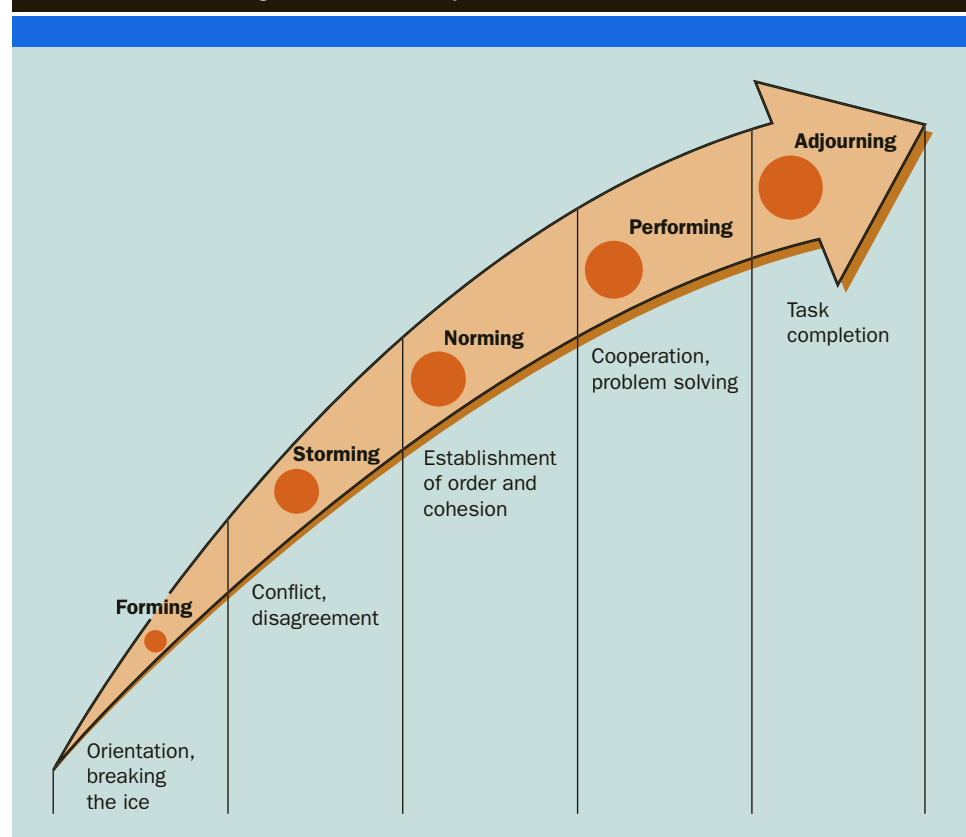 Forming
Orientation,
breaking
the ice
Storming
Conflict,
disagreement
Norming
Establishment
of order and
cohesion
Performing
Cooperation,
problem solving
Adjourning
Task
completion